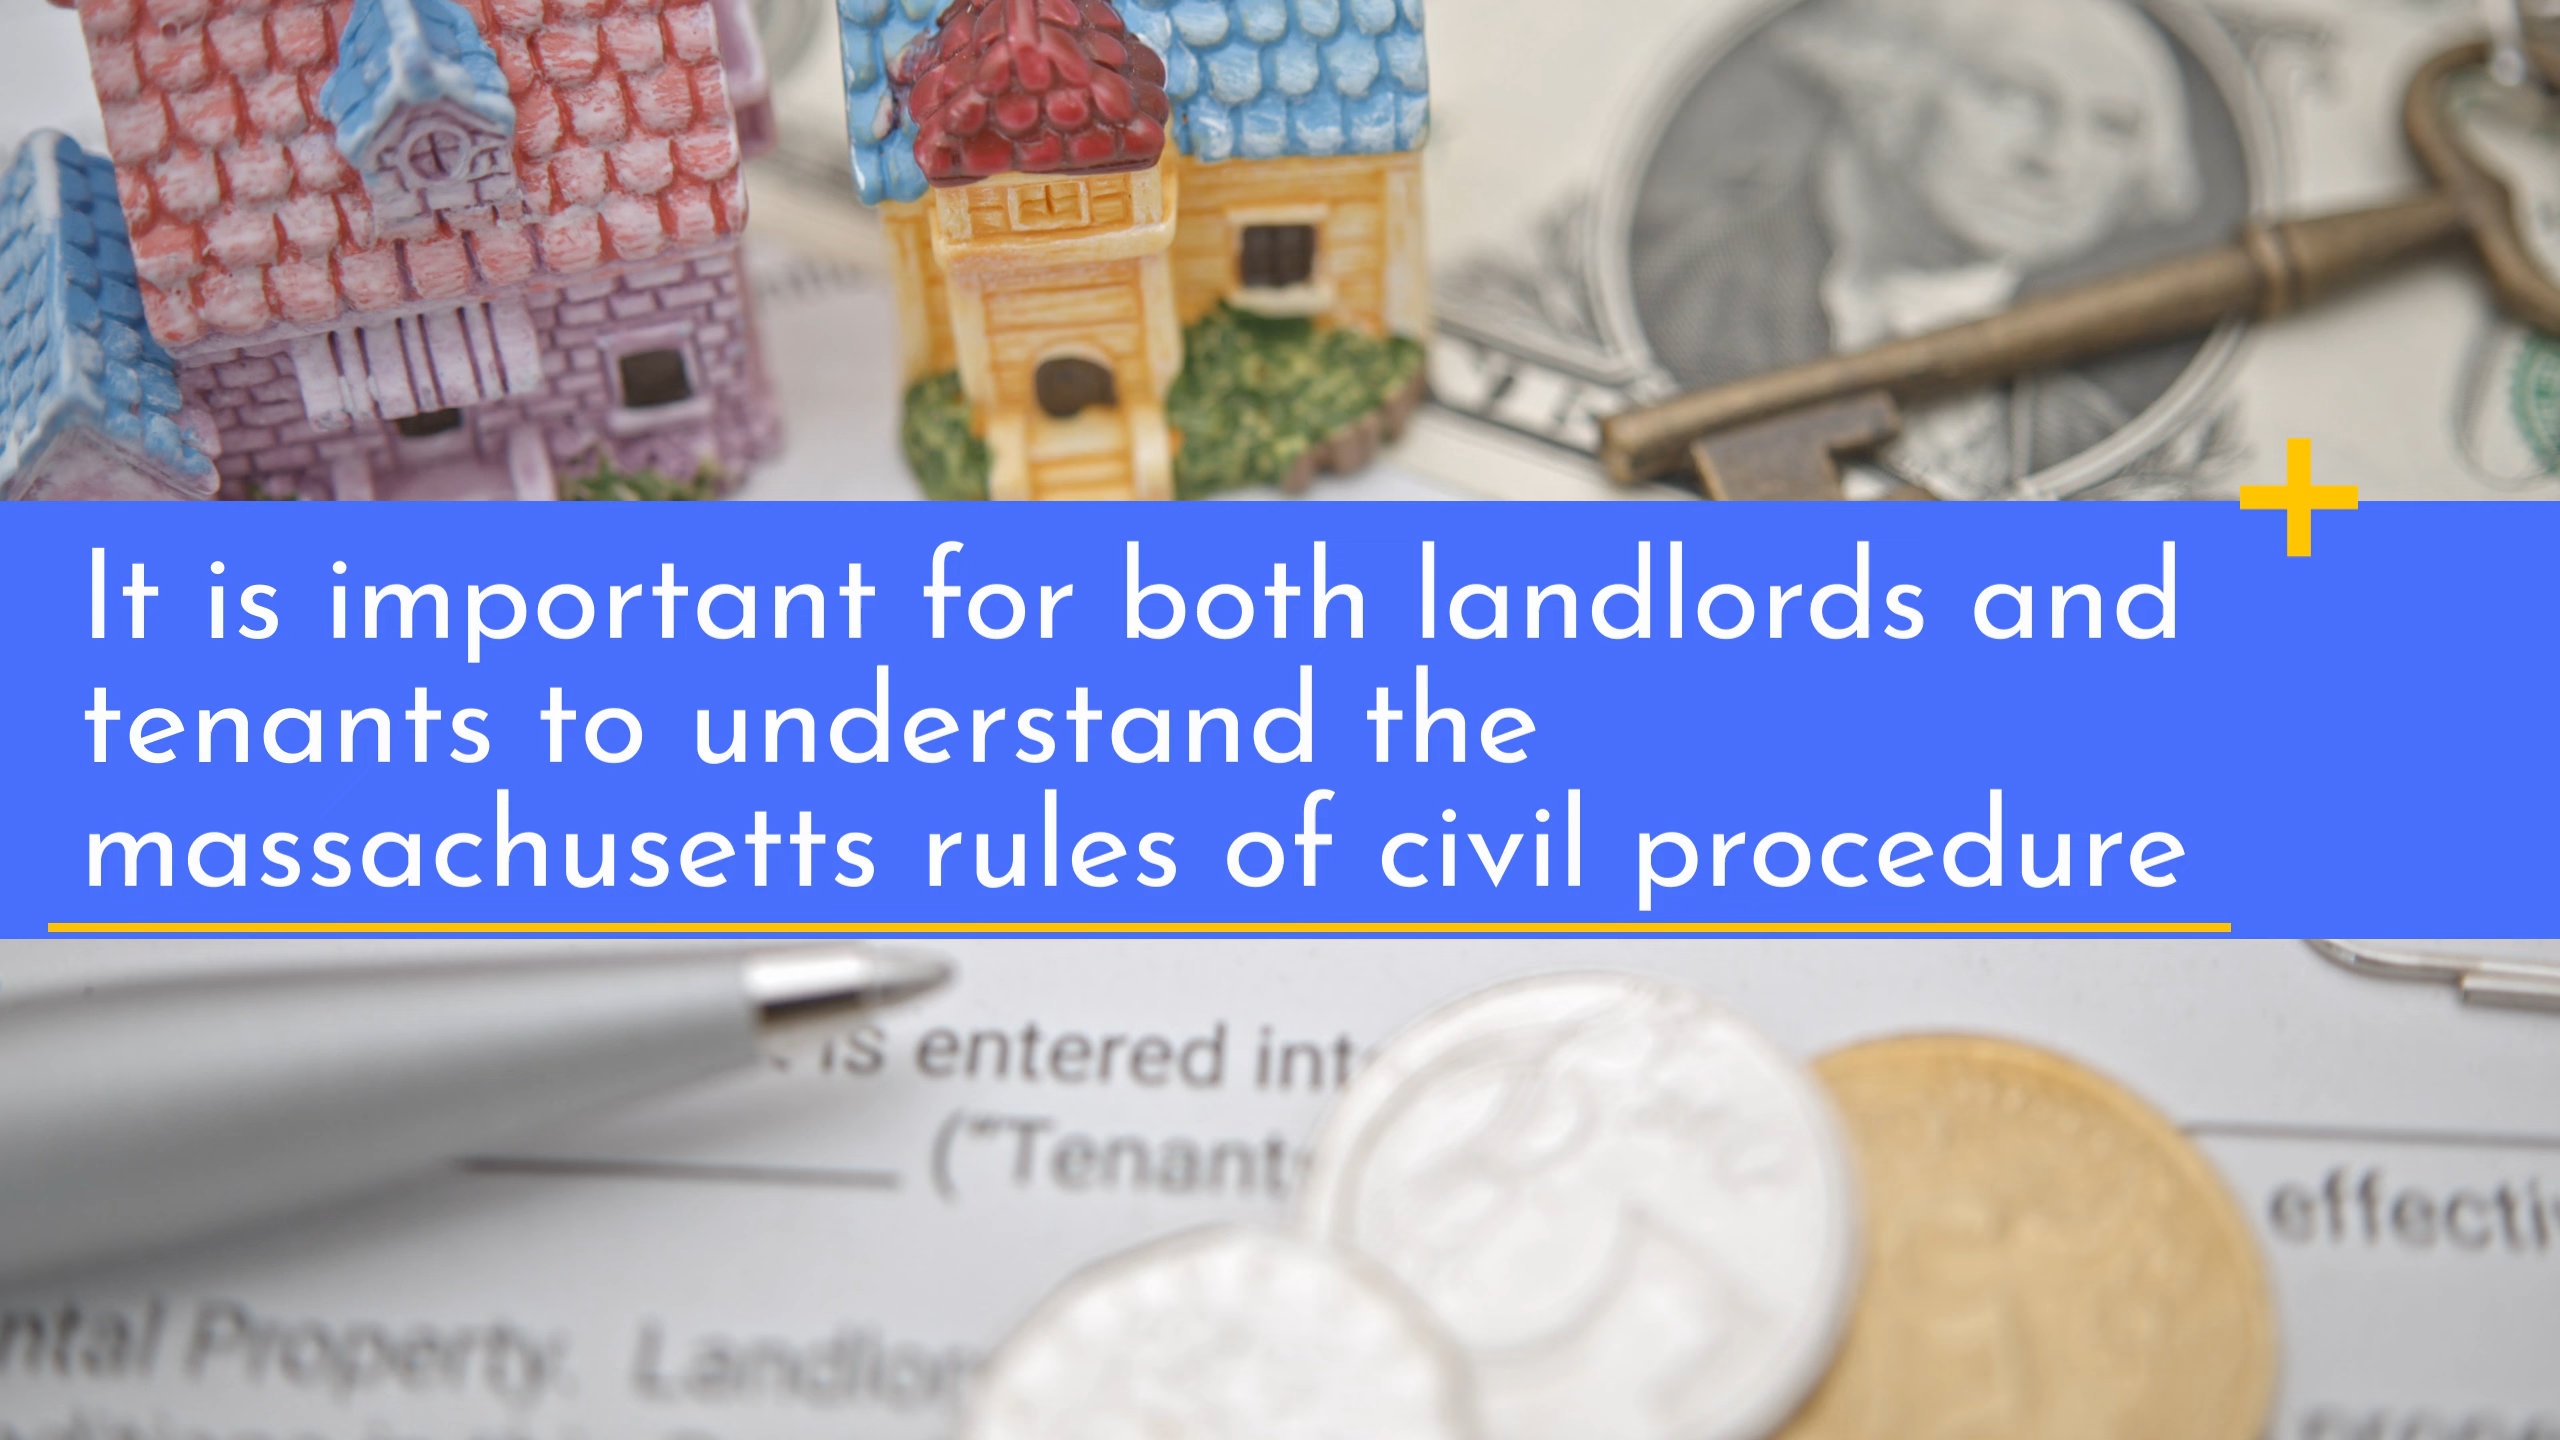 It is important for both landlords and
tenants to understand the
massachusetts rules of civil procedure
is entered int
("Tenant
effecti
ntal Property: Landlor